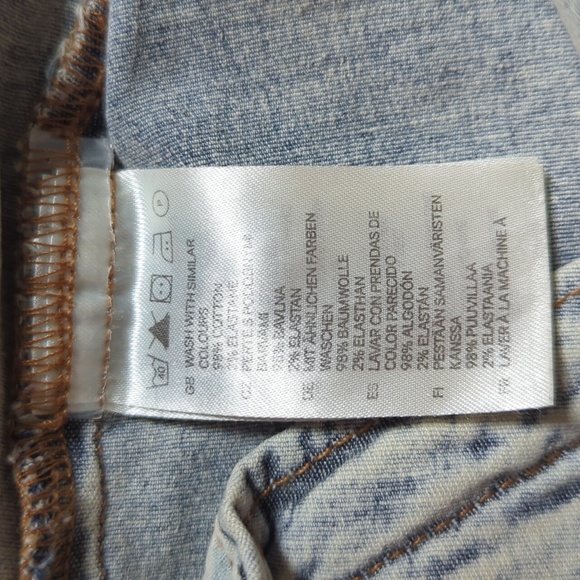 40
P
GB WASH WITH SIMILAR
COLOURS
98% COTTON
2% ELASTANE
CZ PERTE S PODOBNÝMI
BARVAMI
98% BAVLNA
2% ELASTAN
DE MIT ÄHNLICHEN FARBEN
WASCHEN
98% BAUMWOLLE
2% ELASTHAN
ES LAVAR CON PRENDAS DE
COLOR PARECIDO
98% ALGODÓN
2% ELASTÁN
FI PESTÄÄN SAMANVÄRISTEN
KANSSA
98% PUUVILLAA
2% ELASTAANIA
FR LAVER À LA MACHINE À